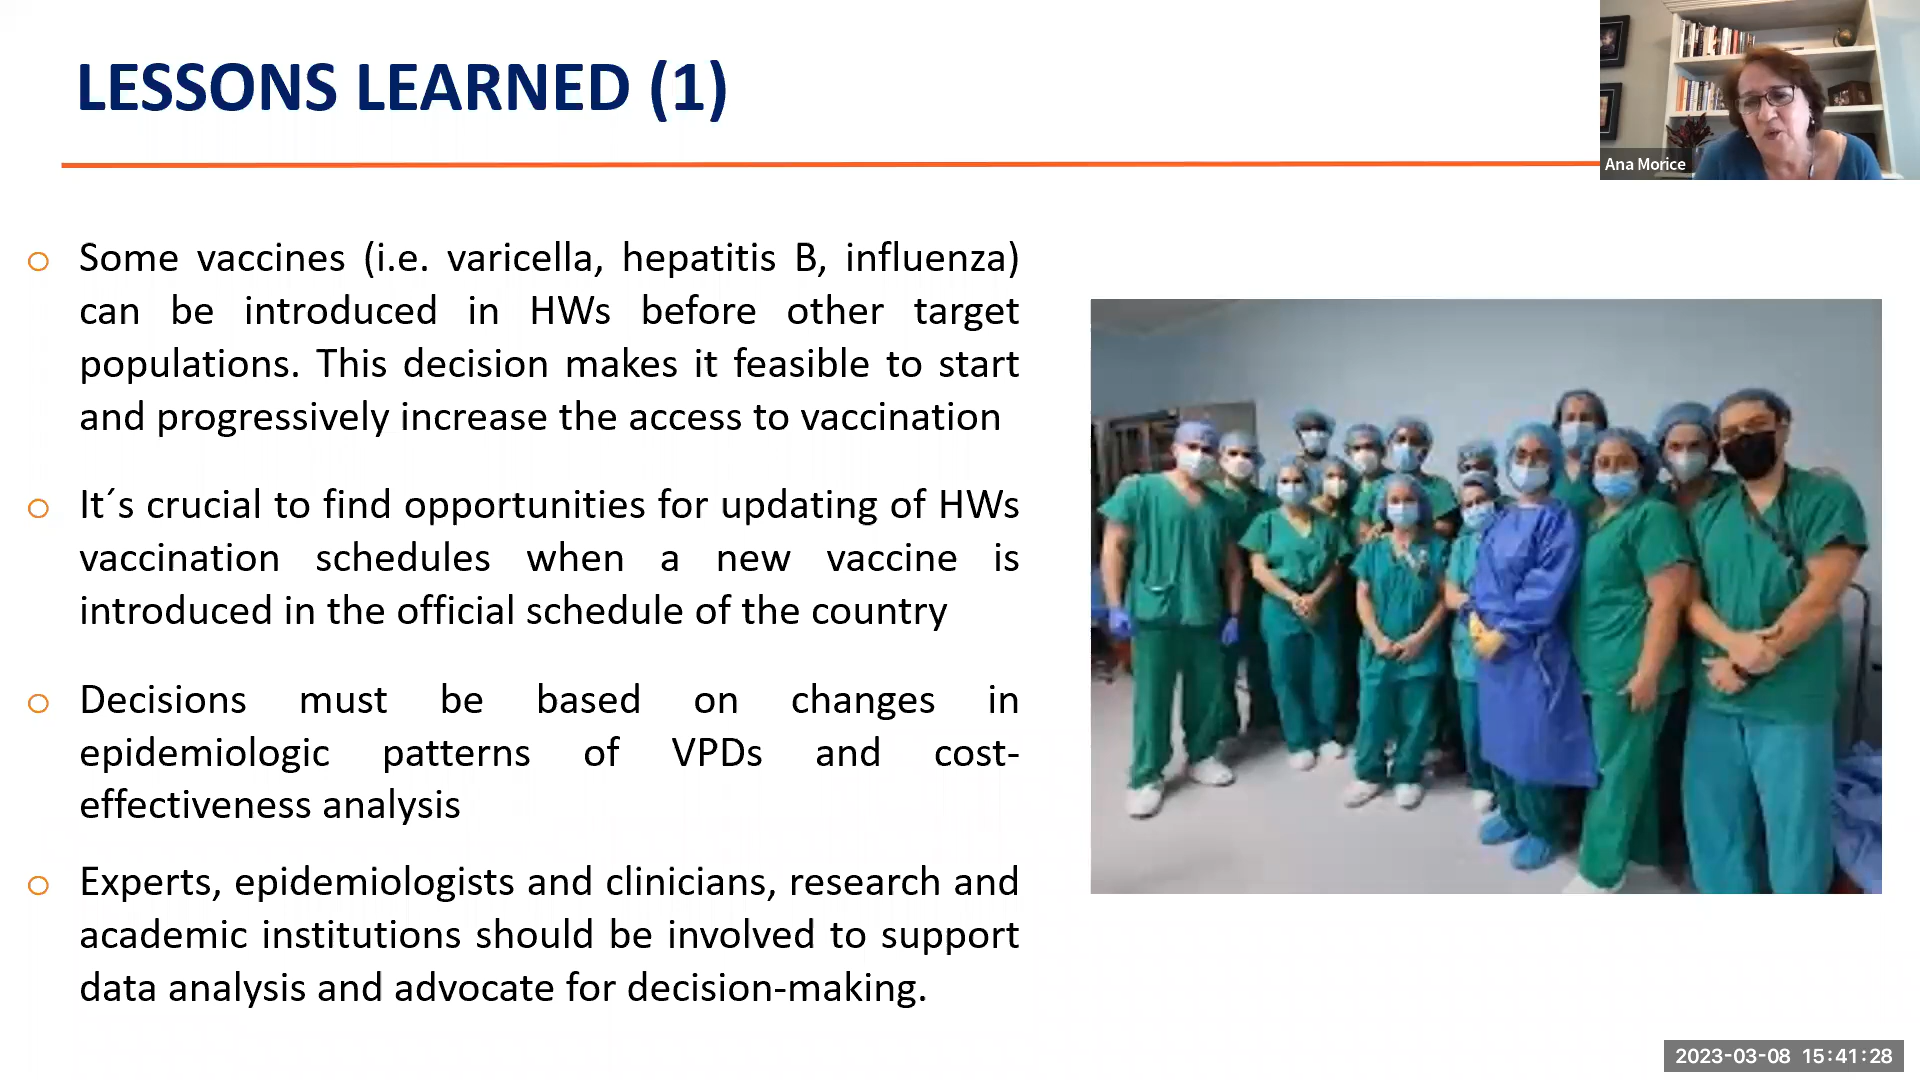 LESSONS LEARNED (1)
Ana Morice
Some vaccines (i.e. varicella, hepatitis B, influenza)
can be introduced in HWs before other target
populations. This decision makes it feasible to start
and progressively increase the access to vaccination
It´s crucial to find opportunities for updating of HWs
vaccination schedules when a new vaccine is
introduced in the official schedule of the country
Decisions must be based on changes in
epidemiologic patterns of VPDs and cost-
effectiveness analysis
Experts, epidemiologists and clinicians, research and
academic institutions should be involved to support
data analysis and advocate for decision-making.
2023-03-08 15:41:28